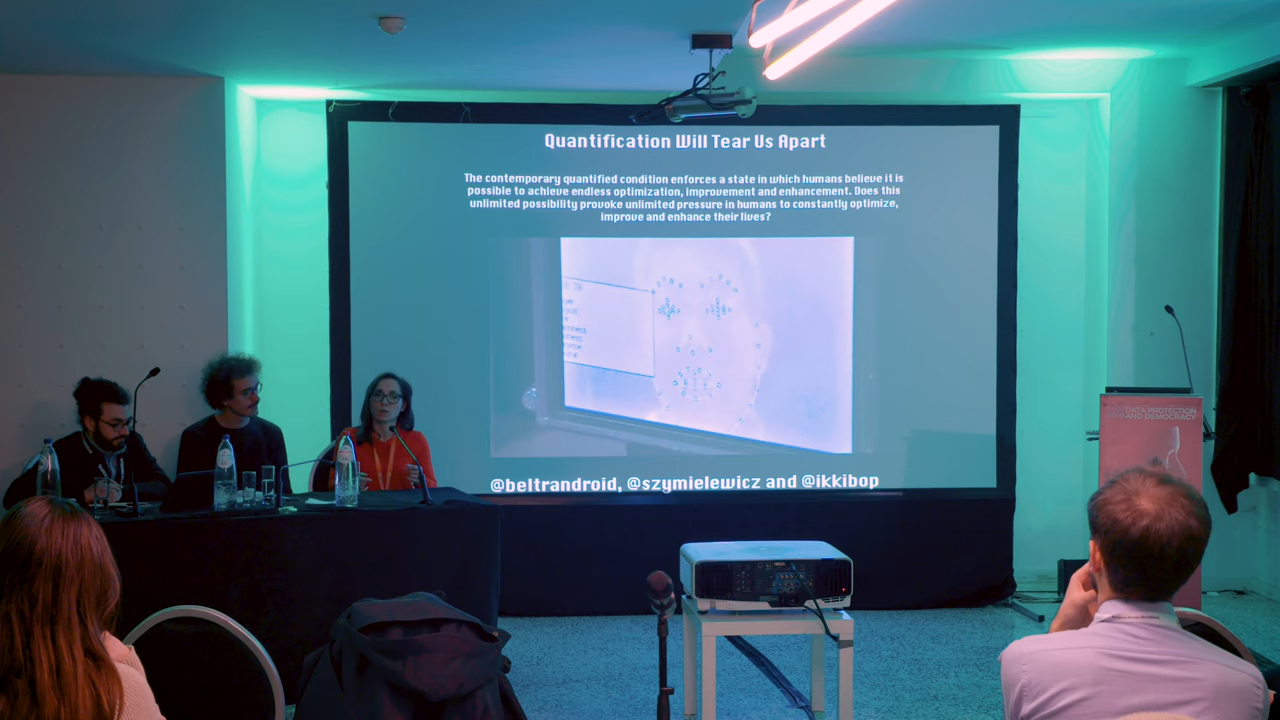 Quantification Will Tear Us Apart
The contemporary quantified condition enforces a state in which humans believe it is
possible to achieve endless optimization, improvement and enhancement. Does this
unlimited possibility provoke unlimited pressure in humans to constantly optimize,
improve and enhance their lives?
@beltrandroid, @szymielewicz and @ikkibop
DATA PROTECTION
AND DEMOCRACY